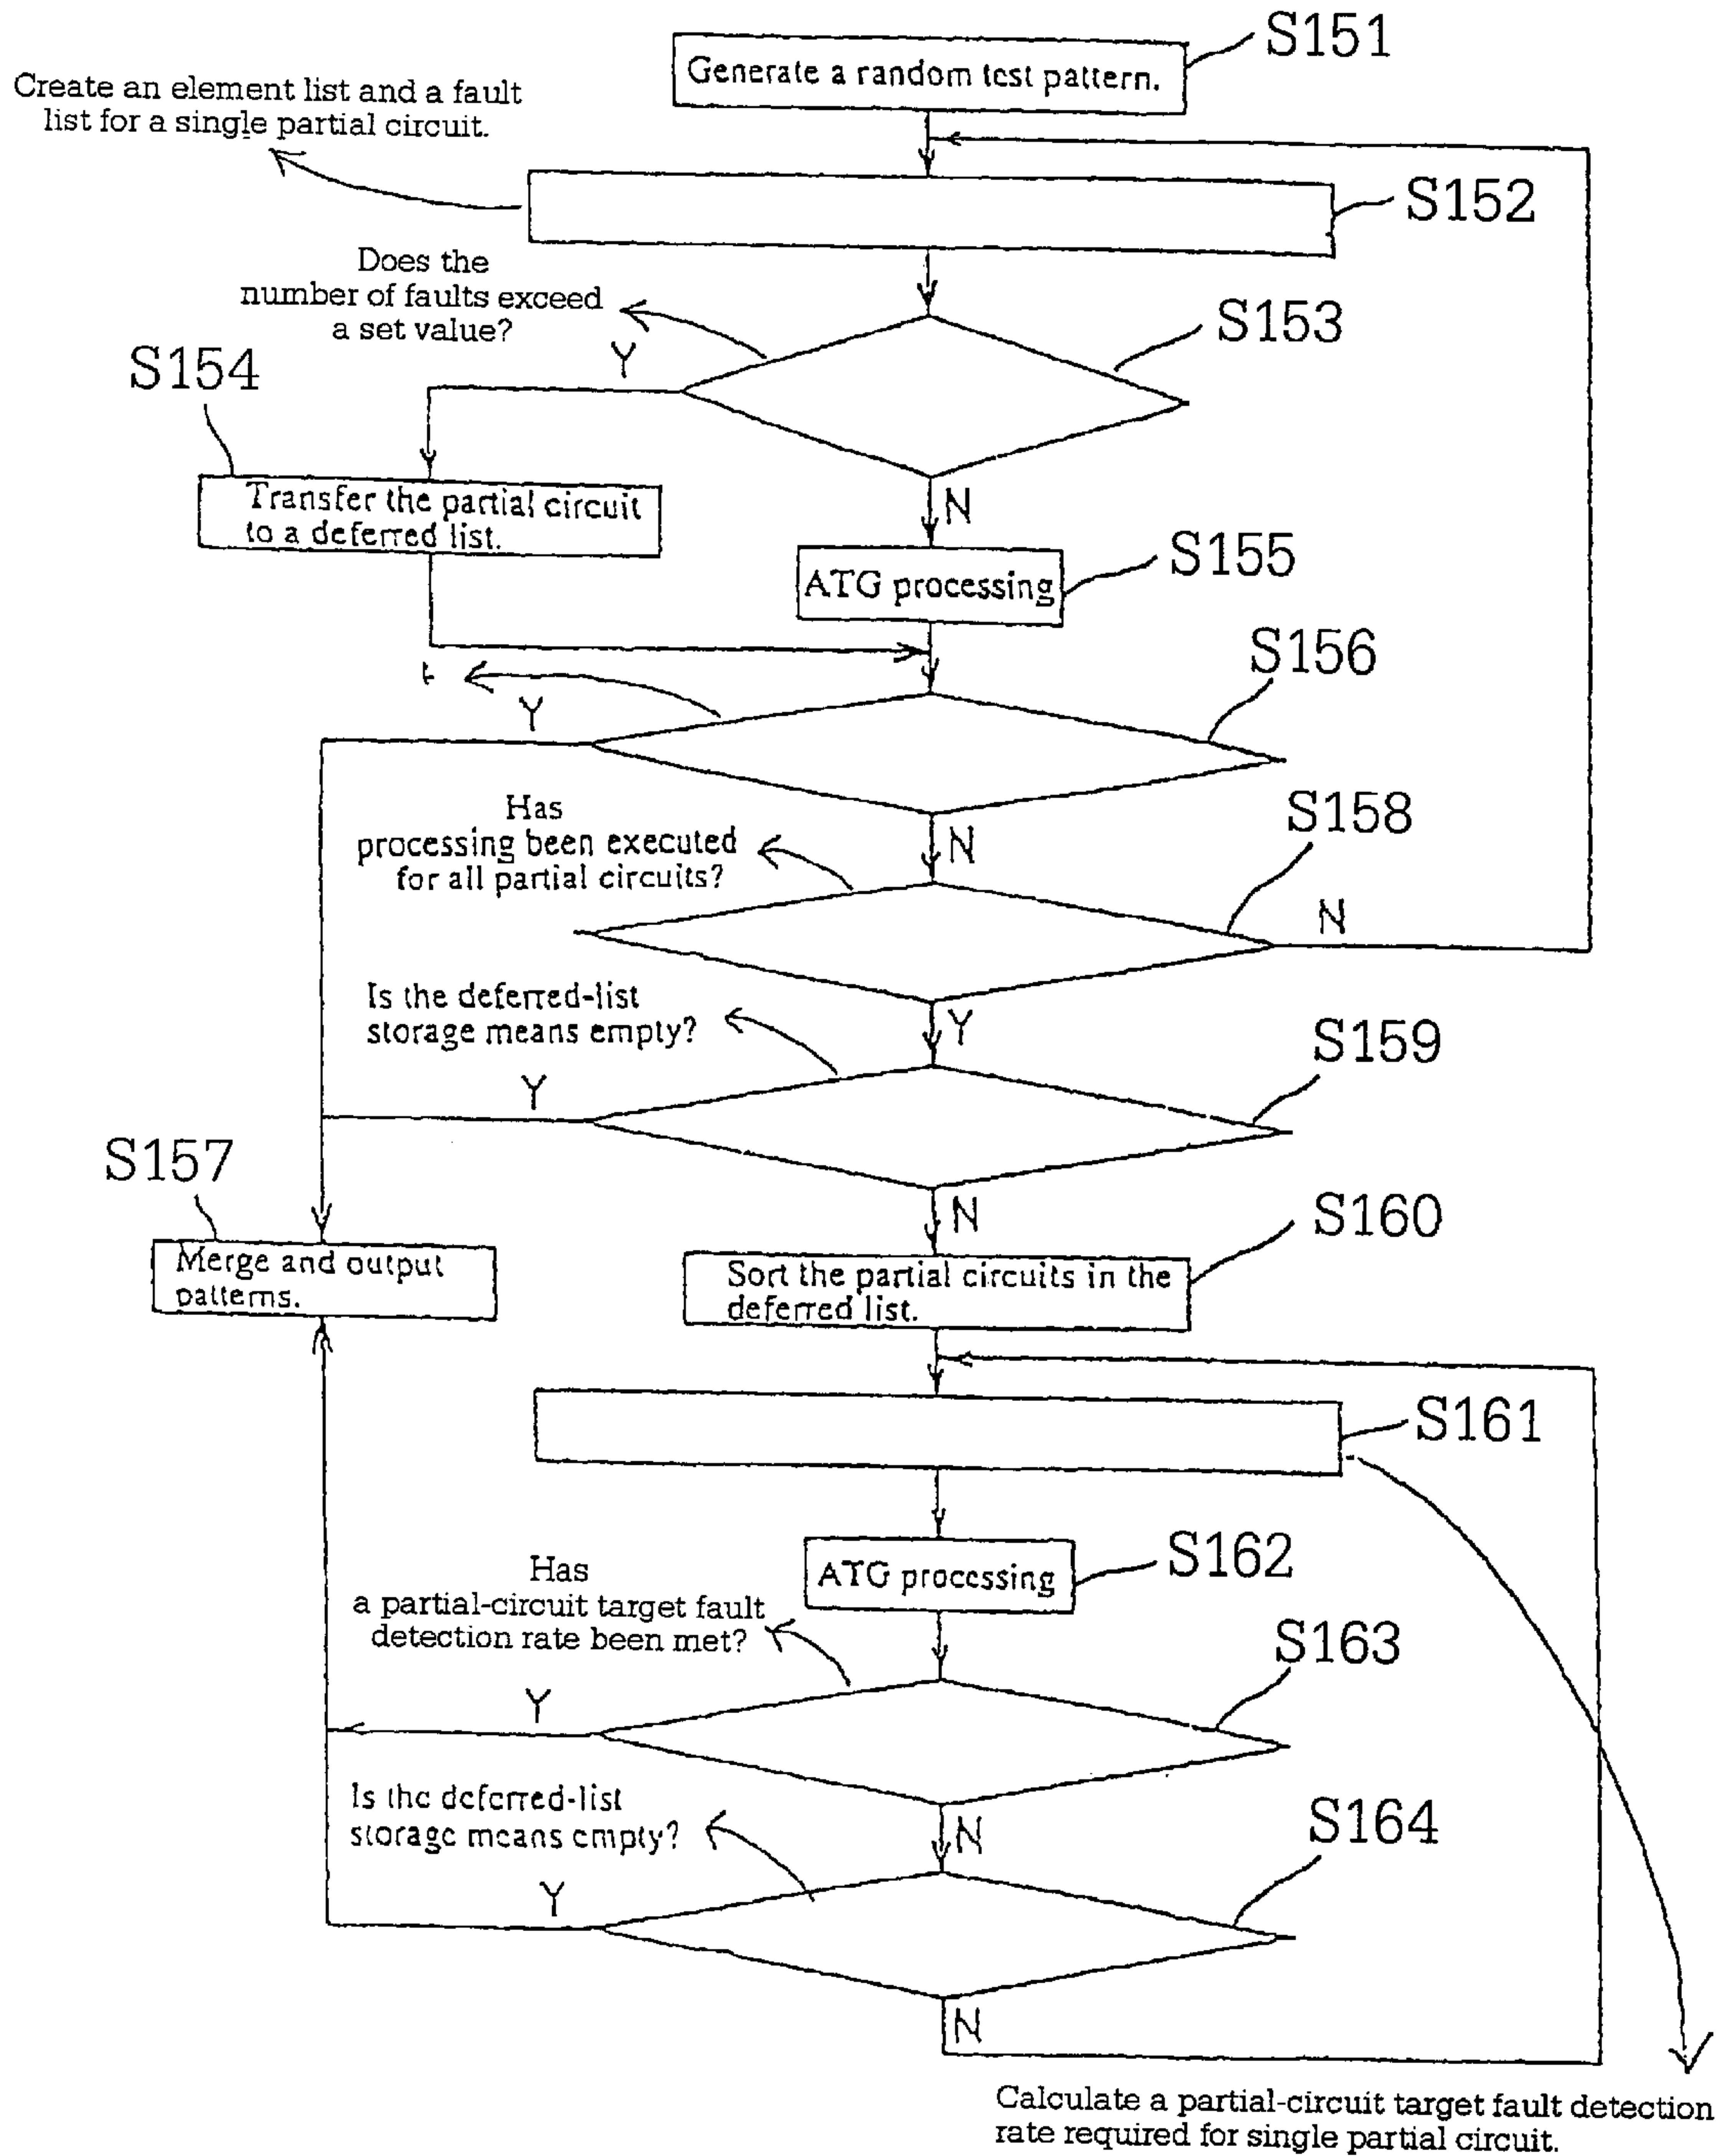 S151
Generate a random test pattern.
Create an element list and a fault
list for a single partial circuit.
S152
Does the
number of faults exceed
a set value?
S153
Y
S154
Transfer the partial circuit
to a deferred list.
N
ATG processing
S155
S156
Y
N
Has
processing been executed
for all partial circuits?
S158
N
Y
Is the deferred-list
storage means empty?
S159
Y
N
S157
Merge and output
patterns.
S160
Sort the partial circuits in the
deferred list.
S161
ATG processing
S162
Has
a partial-circuit target fault
detection rate been met?
S163
Y
N
Is the deferred-list
storage means empty?
S164
Y
N
Calculate a partial-circuit target fault detection
rate required for single partial circuit.